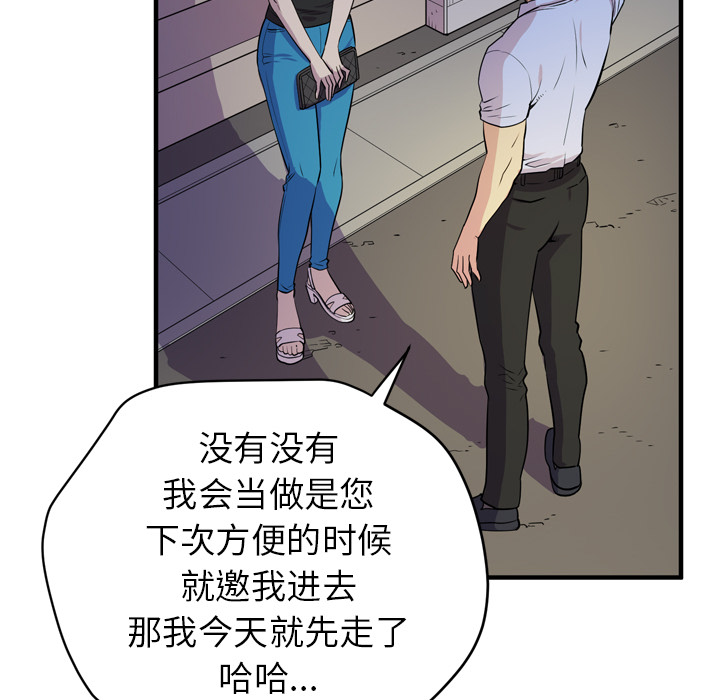 没有没有
我会当做是您
下次方便的时候
就邀我进去
那我今天就先走了
哈哈...